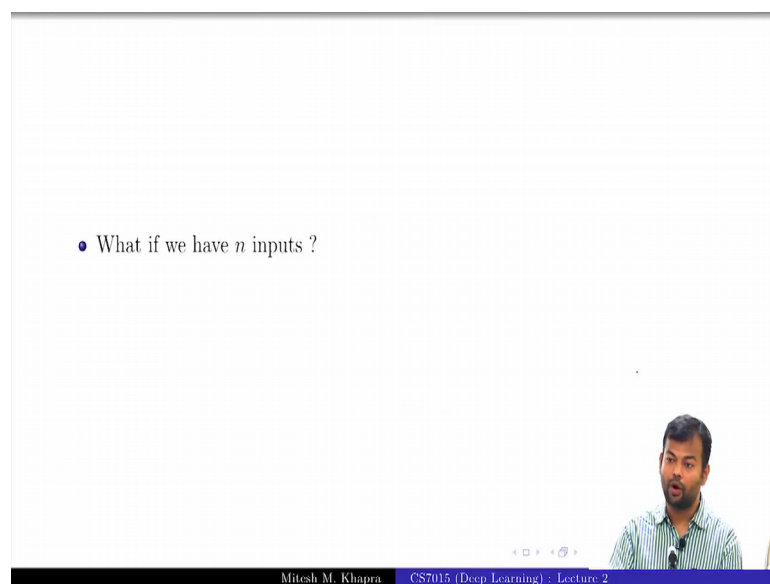 What if we have n inputs ?
Mitesh M. Khapra CS7015 (Deep Learning) : Lecture 2